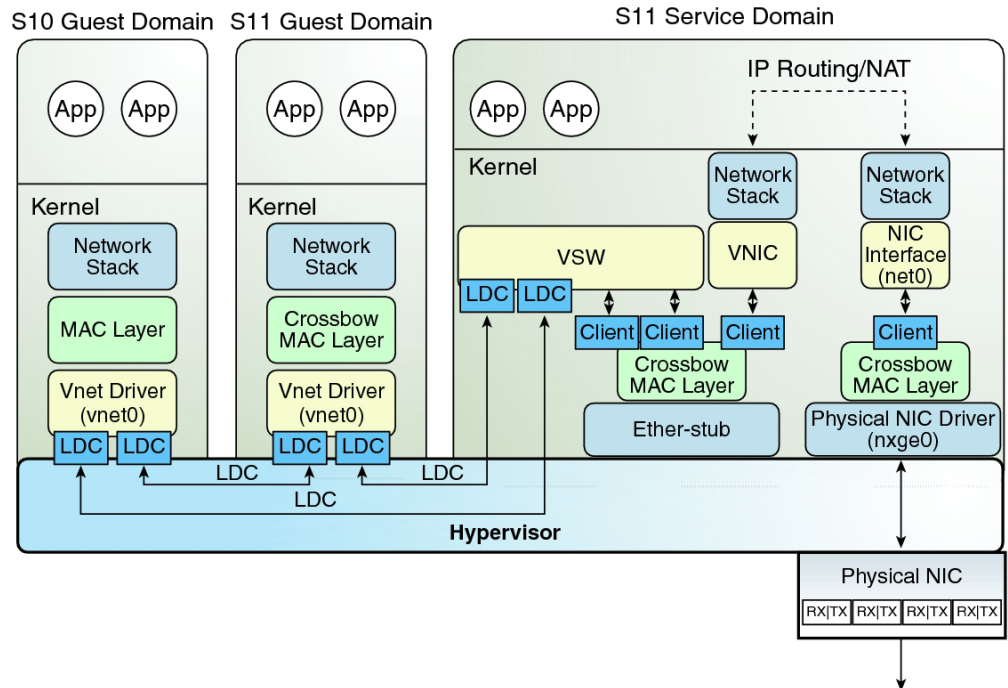 S10 Guest Domain
S11 Guest Domain
S11 Service Domain
IP Routing/NAT
App
App
App
App
App
App
Kernel
Kernel
Kernel
Network
Stack
Network
Stack
Network
Stack
Network
Stack
MAC Layer
Crossbow
MAC Layer
VSW
VNIC
NIC
Interface
(net0)
LDC
LDC
Client
Client
Client
Client
Vnet Driver
(vnet0)
Vnet Driver
(vnet0)
Crossbow
MAC Layer
Crossbow
MAC Layer
LDC
LDC
LDC
LDC
Ether-stub
Physical NIC Driver
(nxge0)
LDC
LDC
LDC
Hypervisor
Physical NIC
RX|TX
RX|TX
RX|TX
RX|TX